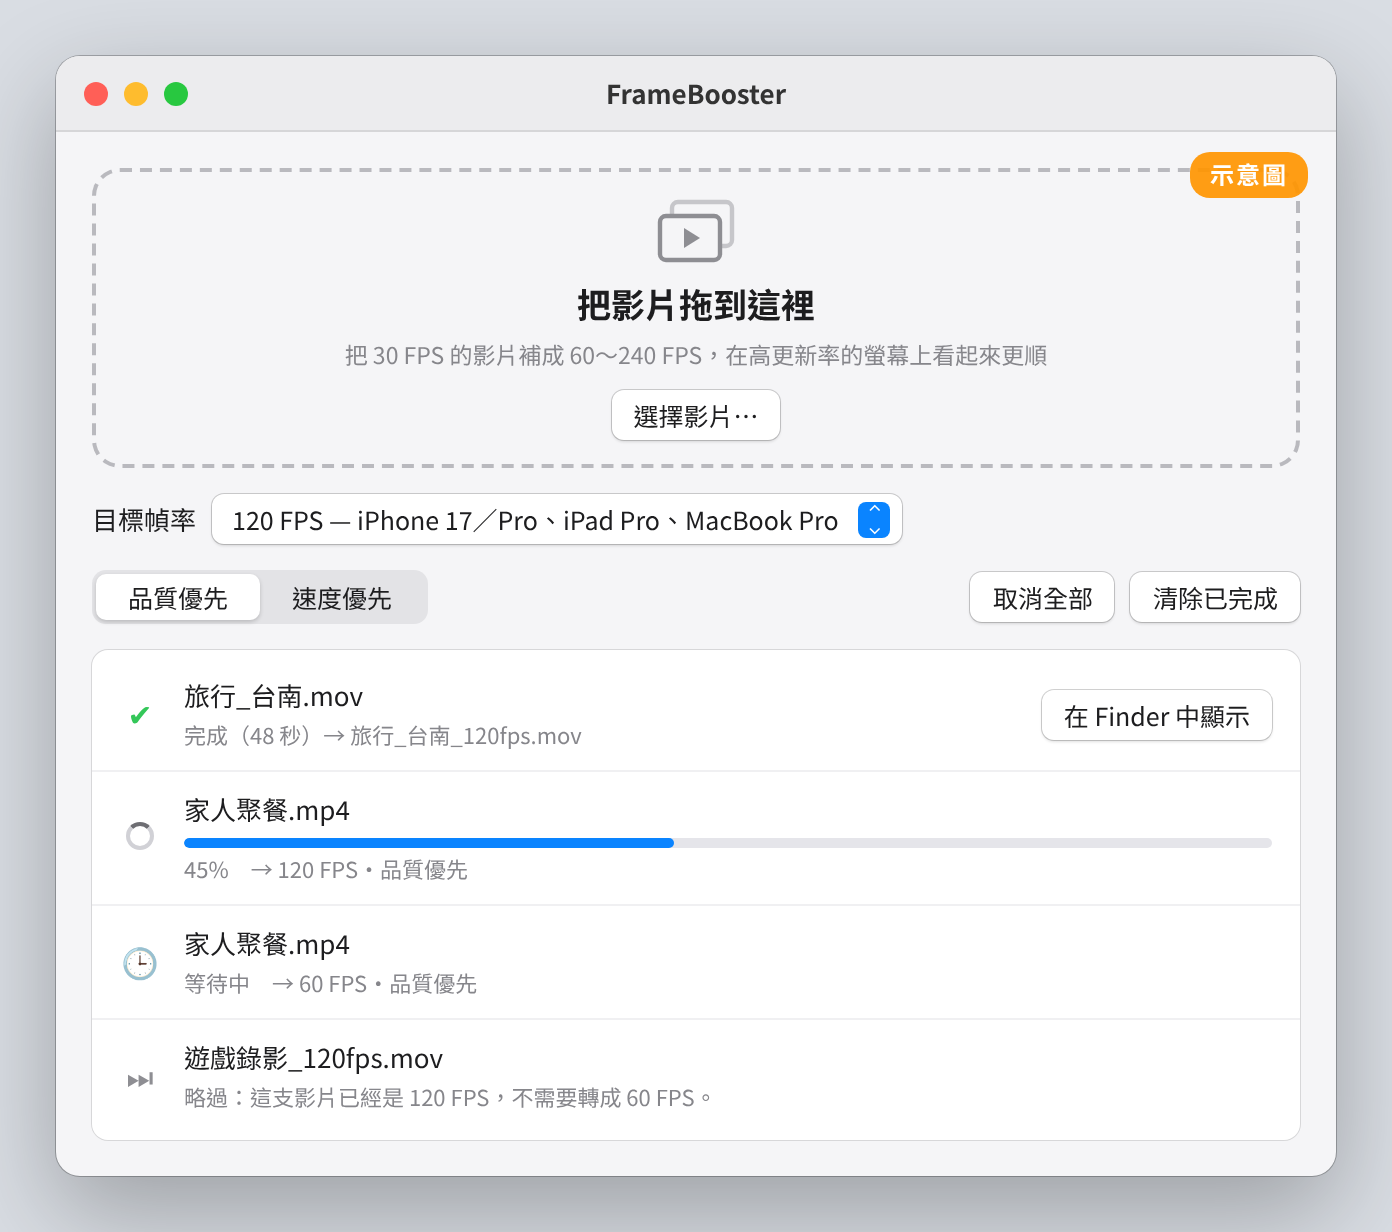 FrameBooster
示意圖
把影片拖到這裡
把 30 FPS 的影片補成 60～240 FPS，在高更新率的螢幕上看起來更順
選擇影片…
目標幀率
120 FPS — iPhone 17／Pro、iPad Pro、MacBook Pro
品質優先
速度優先
取消全部
清除已完成
旅行_台南.mov
完成（48 秒）→ 旅行_台南_120fps.mov
在 Finder 中顯示
家人聚餐.mp4
45%　→ 120 FPS・品質優先
家人聚餐.mp4
等待中　→ 60 FPS・品質優先
遊戲錄影_120fps.mov
略過：這支影片已經是 120 FPS，不需要轉成 60 FPS。